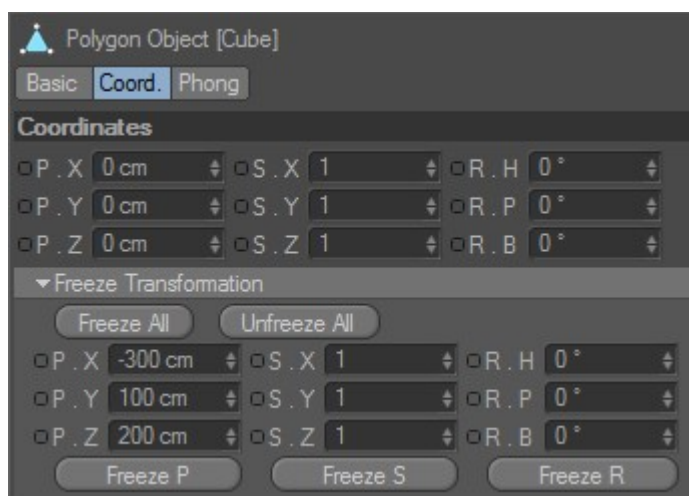 Polygon Object [Cube]
Basic Coord. Phong
Coordinates
P . X 0 cm S . X 1 R . H 0 °
P . Y 0 cm S . Y 1 R . P 0 °
P . Z 0 cm S . Z 1 R . B 0 °
Freeze Transformation
Freeze All Unfreeze All
P . X -300 cm S . X 1 R . H 0 °
P . Y 100 cm S . Y 1 R . P 0 °
P . Z 200 cm S . Z 1 R . B 0 °
Freeze P Freeze S Freeze R